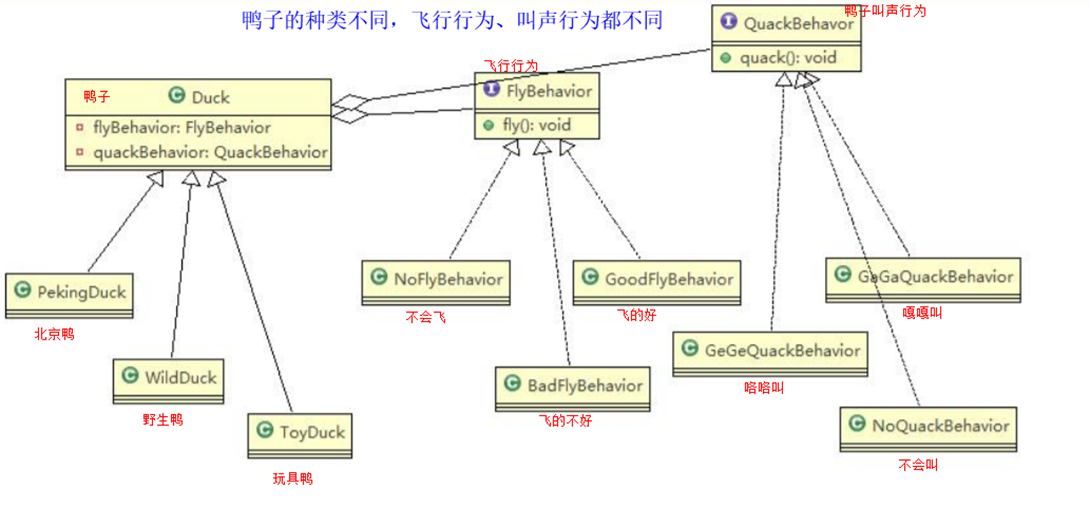 鸭子的种类不同，飞行行为、叫声行为都不同
鸭子叫声行为
QuackBehavor
quack(): void
飞行行为
FlyBehavior
fly(): void
鸭子
Duck
flyBehavior: FlyBehavior
quackBehavior: QuackBehavior
PekingDuck
北京鸭
WildDuck
野生鸭
ToyDuck
玩具鸭
NoFlyBehavior
不会飞
GoodFlyBehavior
飞的好
BadFlyBehavior
飞的不好
GaGaQuackBehavior
嘎嘎叫
GeGeQuackBehavior
咯咯叫
NoQuackBehavior
不会叫